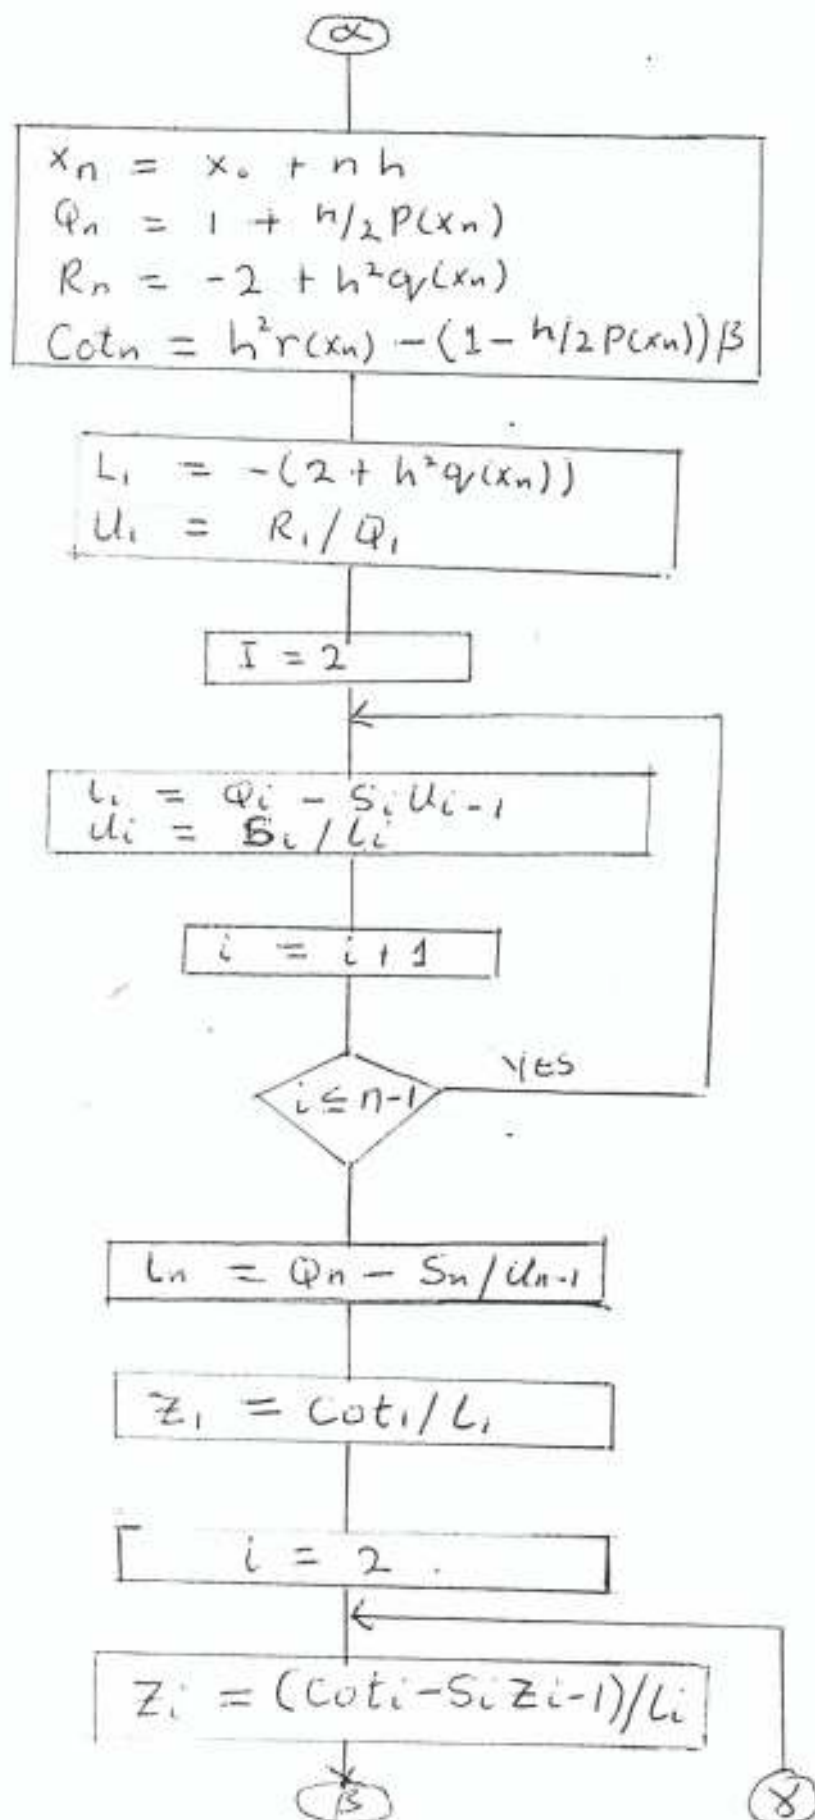 α
xₙ = x₀ + nh
Qₙ = 1 + h/2 P(xₙ)
Rₙ = -2 + h²q(xₙ)
Cotₙ = h²r(xₙ) - (1 - h/2 P(xₙ))β
L₁ = -(2 + h²q(xₙ))
U₁ = R₁/Q₁
I = 2
Lᵢ = Qᵢ - Sᵢ Uᵢ₋₁
Uᵢ = Sᵢ/Lᵢ
i = i + 1
i ≤ n-1
YES
Lₙ = Qₙ - Sₙ/Uₙ₋₁
Z₁ = Cot₁/L₁
i = 2
Zᵢ = (Cotᵢ - Sᵢ Zᵢ₋₁)/Lᵢ
β
γ